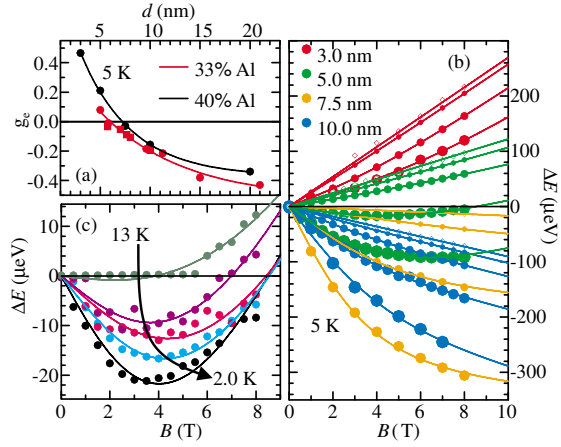 d (nm)
5 10 15 20
0.4
0.2
0.0
-0.2
-0.4
g_e
5 K
33% Al
40% Al
(a)
(b)
3.0 nm
5.0 nm
7.5 nm
10.0 nm
200
100
0
-100
-200
-300
ΔE
(μeV)
5 K
0 2 4 6 8 10
B (T)
(c)
13 K
2.0 K
10
0
-10
-20
ΔE (μeV)
0 2 4 6 8
B (T)